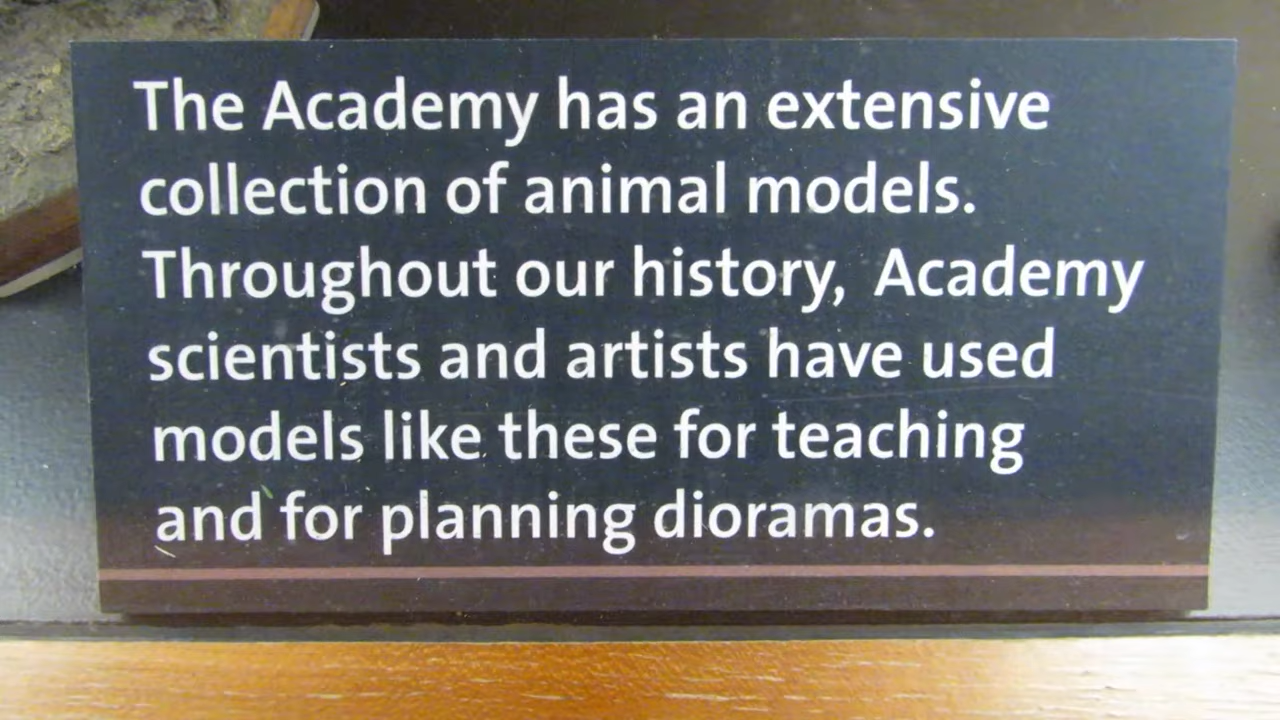 The Academy has an extensive
collection of animal models.
Throughout our history,  Academy
scientists and artists have used
models like these for teaching
and for planning dioramas.